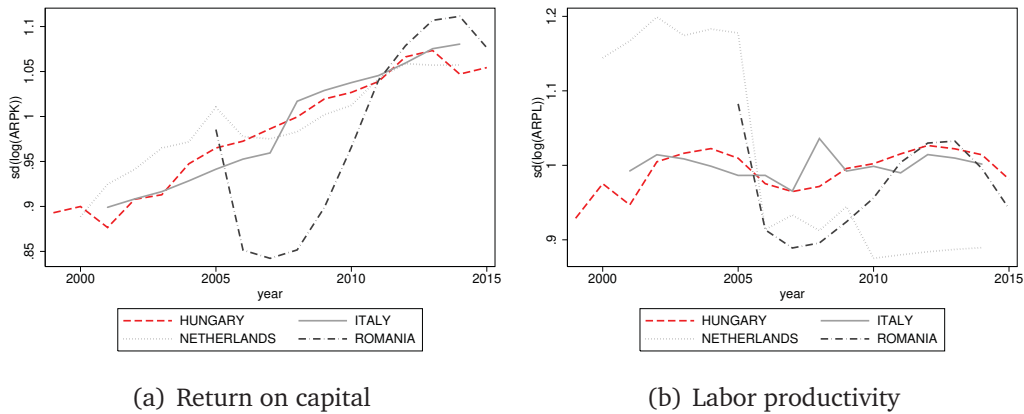 sd(log(ARPK))
1.1
1.05
1
.95
.9
.85
2000 2005 2010 2015
year
HUNGARY ITALY
NETHERLANDS ROMANIA
(a) Return on capital
sd(log(ARPL))
1.2
1.1
1
.9
2000 2005 2010 2015
year
HUNGARY ITALY
NETHERLANDS ROMANIA
(b) Labor productivity